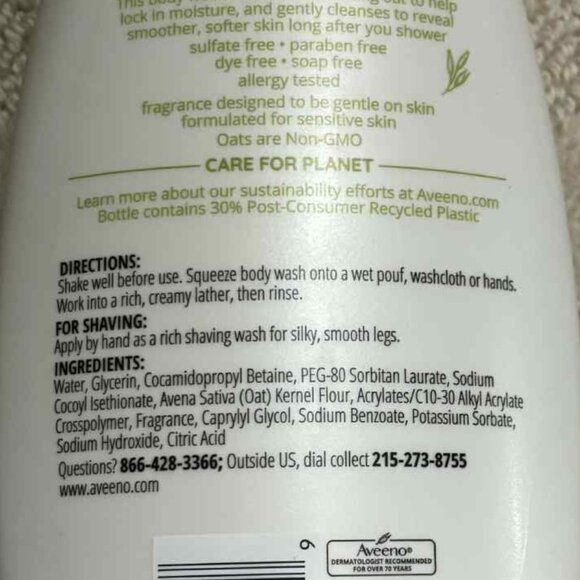 This body
out to help
lock in moisture, and gently cleanses to reveal
smoother, softer skin long after you shower
sulfate free • paraben free
dye free • soap free
allergy tested
fragrance designed to be gentle on skin
formulated for sensitive skin
Oats are Non-GMO
CARE FOR PLANET
Learn more about our sustainability efforts at Aveeno.com
Bottle contains 30% Post-Consumer Recycled Plastic
DIRECTIONS:
Shake well before use. Squeeze body wash onto a wet pouf, washcloth or hands.
Work into a rich, creamy lather, then rinse.
FOR SHAVING:
Apply by hand as a rich shaving wash for silky, smooth legs.
INGREDIENTS:
Water, Glycerin, Cocamidopropyl Betaine, PEG-80 Sorbitan Laurate, Sodium
Cocoyl Isethionate, Avena Sativa (Oat) Kernel Flour, Acrylates/C10-30 Alkyl Acrylate
Crosspolymer, Fragrance, Caprylyl Glycol, Sodium Benzoate, Potassium Sorbate,
Sodium Hydroxide, Citric Acid
Questions? 866-428-3366; Outside US, dial collect 215-273-8755
www.aveeno.com
6
Aveeno®
DERMATOLOGIST RECOMMENDED
FOR OVER 70 YEARS